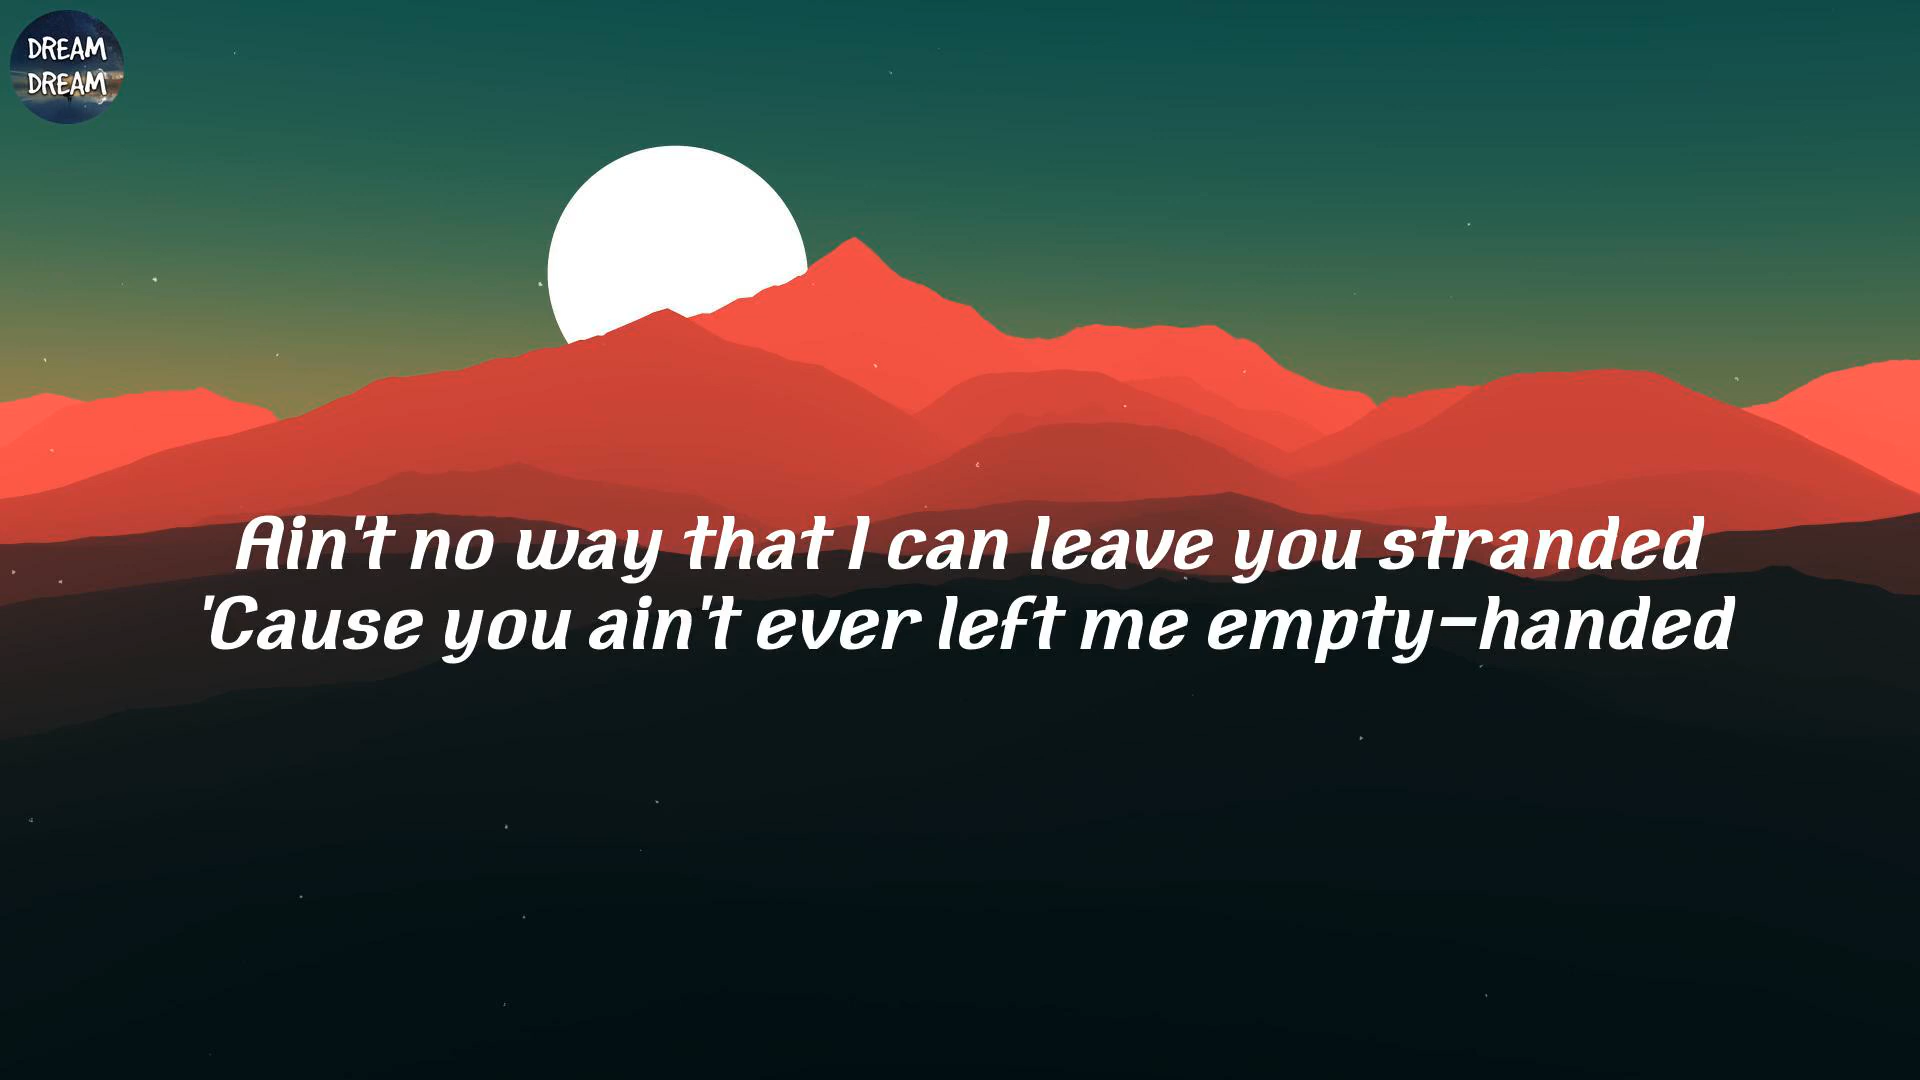 DREAM
DREAM
Ain't no way that I can leave you stranded
'Cause you ain't ever left me empty-handed